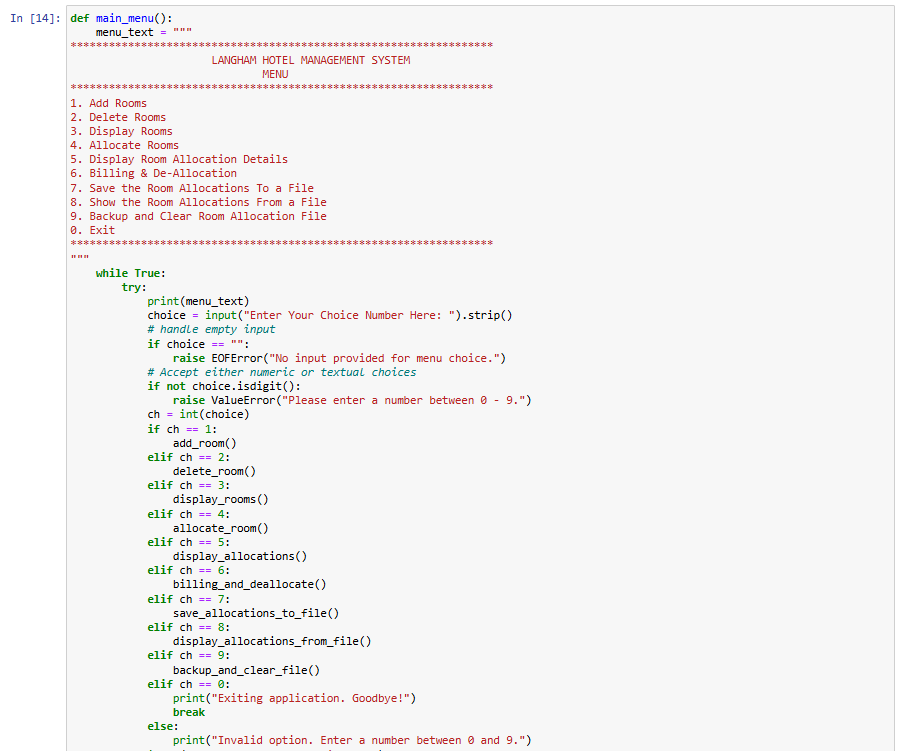 In [14]: def main_menu():
    menu_text = """
******************************************************************
                      LANGHAM HOTEL MANAGEMENT SYSTEM
                              MENU
******************************************************************
1. Add Rooms
2. Delete Rooms
3. Display Rooms
4. Allocate Rooms
5. Display Room Allocation Details
6. Billing & De-Allocation
7. Save the Room Allocations To a File
8. Show the Room Allocations From a File
9. Backup and Clear Room Allocation File
0. Exit
******************************************************************
"""
    while True:
        try:
            print(menu_text)
            choice = input("Enter Your Choice Number Here: ").strip()
            # handle empty input
            if choice == "":
                raise EOFError("No input provided for menu choice.")
            # Accept either numeric or textual choices
            if not choice.isdigit():
                raise ValueError("Please enter a number between 0 - 9.")
            ch = int(choice)
            if ch == 1:
                add_room()
            elif ch == 2:
                delete_room()
            elif ch == 3:
                display_rooms()
            elif ch == 4:
                allocate_room()
            elif ch == 5:
                display_allocations()
            elif ch == 6:
                billing_and_deallocate()
            elif ch == 7:
                save_allocations_to_file()
            elif ch == 8:
                display_allocations_from_file()
            elif ch == 9:
                backup_and_clear_file()
            elif ch == 0:
                print("Exiting application. Goodbye!")
                break
            else:
                print("Invalid option. Enter a number between 0 and 9.")